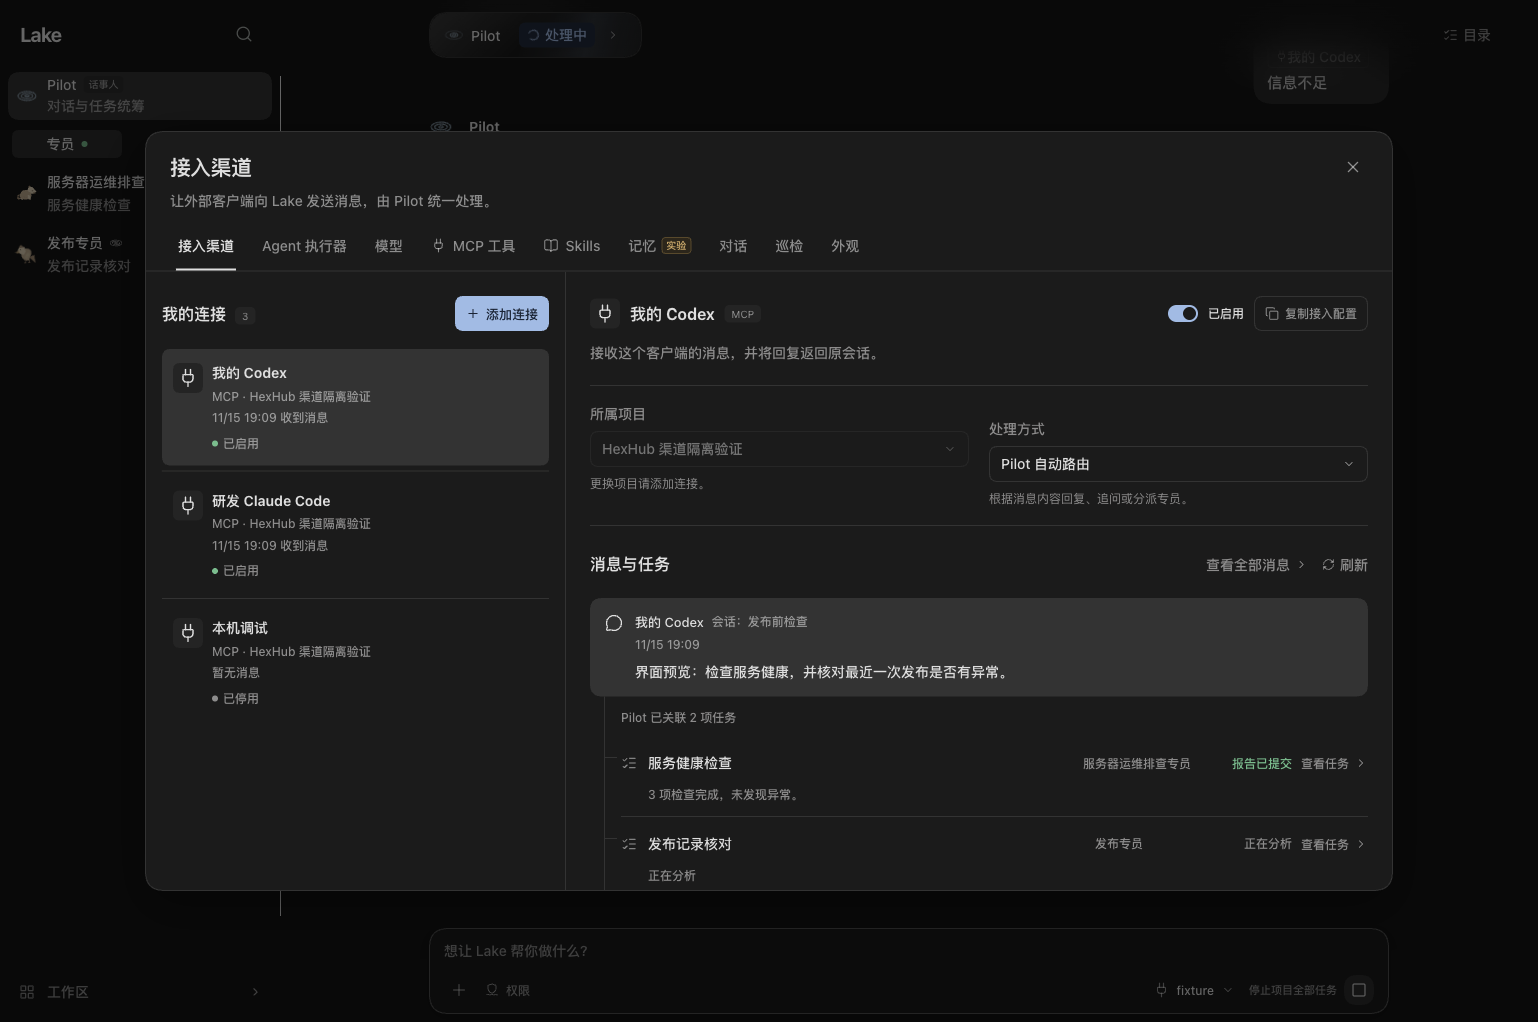 Lake
Pilot 话事人
对话与任务统筹
专员
服务器运维排查
服务健康检查
发布专员
发布记录核对
工作区
Pilot 处理中
目录
我的 Codex
信息不足
Pilot
接入渠道
让外部客户端向 Lake 发送消息，由 Pilot 统一处理。
接入渠道 Agent 执行器 模型 MCP 工具 Skills 记忆 实验 对话 巡检 外观
我的连接 3
添加连接
我的 Codex
MCP · HexHub 渠道隔离验证
11/15 19:09 收到消息
已启用
研发 Claude Code
MCP · HexHub 渠道隔离验证
11/15 19:09 收到消息
已启用
本机调试
MCP · HexHub 渠道隔离验证
暂无消息
已停用
我的 Codex MCP
已启用 复制接入配置
接收这个客户端的消息，并将回复返回原会话。
所属项目
HexHub 渠道隔离验证
更换项目请添加连接。
处理方式
Pilot 自动路由
根据消息内容回复、追问或分派专员。
消息与任务
查看全部消息 刷新
我的 Codex 会话：发布前检查
11/15 19:09
界面预览：检查服务健康，并核对最近一次发布是否有异常。
Pilot 已关联 2 项任务
服务健康检查 服务器运维排查专员 报告已提交 查看任务
3 项检查完成，未发现异常。
发布记录核对 发布专员 正在分析 查看任务
正在分析
想让 Lake 帮你做什么?
权限 fixture 停止项目全部任务